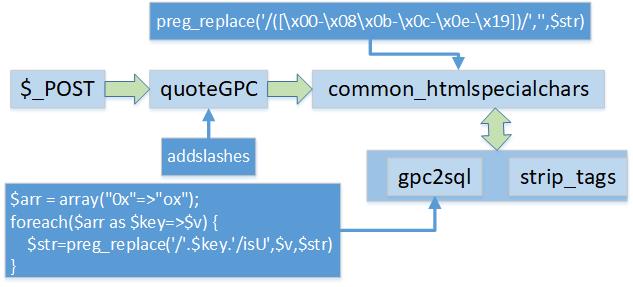 preg_replace('/([\x00-\x08\x0b-\x0c-\x0e-\x19])/','',$str)
$_POST
quoteGPC
common_htmlspecialchars
addslashes
gpc2sql
strip_tags
$arr = array("0x"=>"ox");
foreach($arr as $key=>$v) {
$str=preg_replace('/'.$key.'/isU',$v,$str)
}